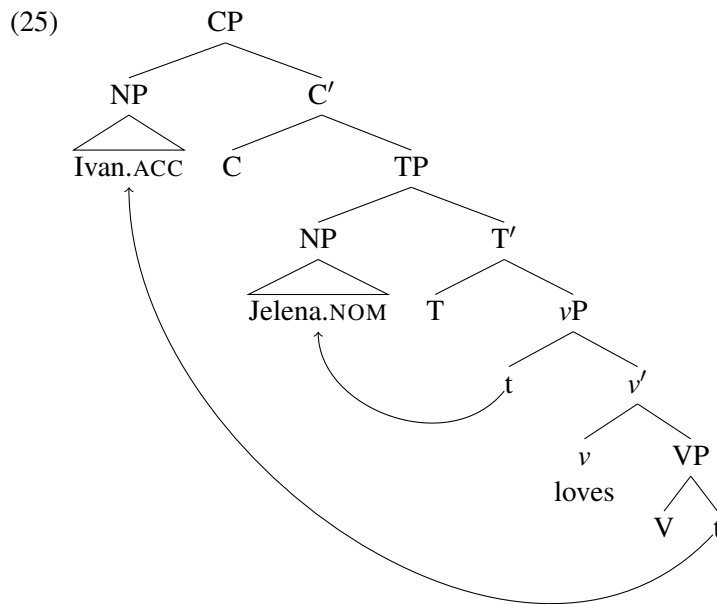 (25) CP
NP C′
Ivan.ACC C TP
NP T′
Jelena.NOM T vP
t v′
v VP
loves
V t